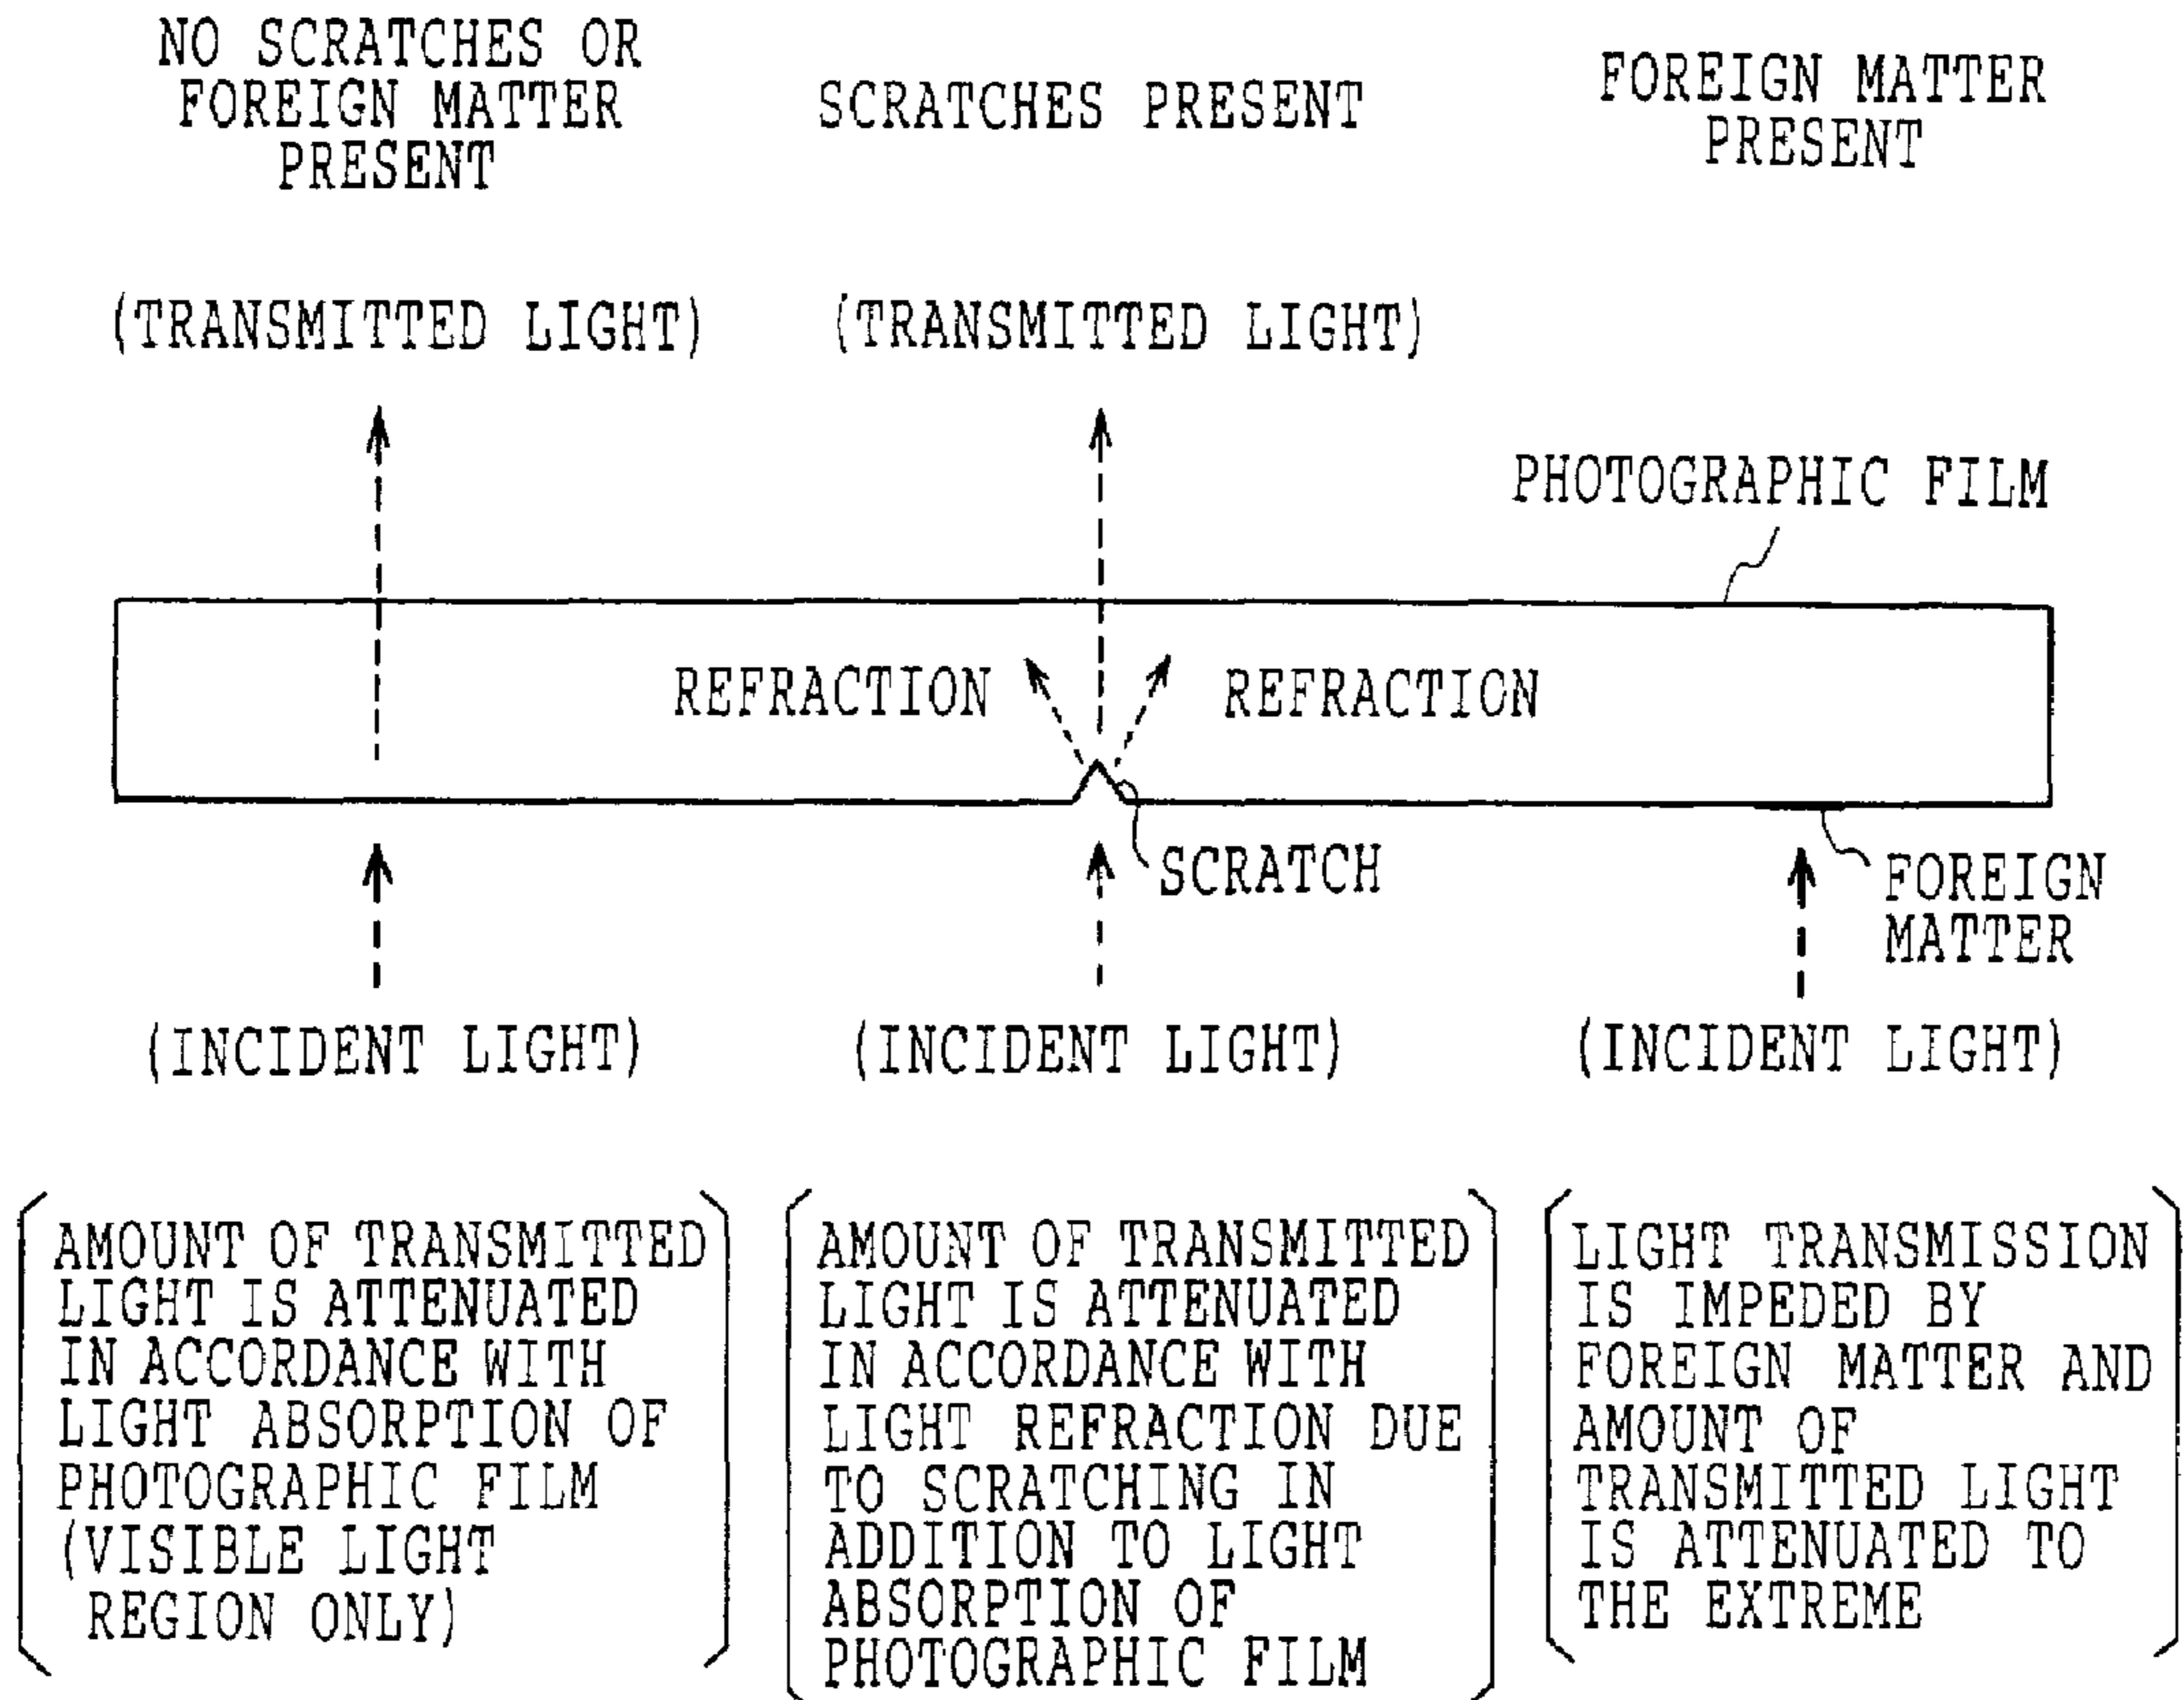 NO SCRATCHES OR
FOREIGN MATTER
PRESENT
SCRATCHES PRESENT
FOREIGN MATTER
PRESENT
(TRANSMITTED LIGHT)
(TRANSMITTED LIGHT)
PHOTOGRAPHIC FILM
REFRACTION
REFRACTION
SCRATCH
FOREIGN
MATTER
(INCIDENT LIGHT)
(INCIDENT LIGHT)
(INCIDENT LIGHT)
AMOUNT OF TRANSMITTED
LIGHT IS ATTENUATED
IN ACCORDANCE WITH
LIGHT ABSORPTION OF
PHOTOGRAPHIC FILM
(VISIBLE LIGHT
REGION ONLY)
AMOUNT OF TRANSMITTED
LIGHT IS ATTENUATED
IN ACCORDANCE WITH
LIGHT REFRACTION DUE
TO SCRATCHING IN
ADDITION TO LIGHT
ABSORPTION OF
PHOTOGRAPHIC FILM
LIGHT TRANSMISSION
IS IMPEDED BY
FOREIGN MATTER AND
AMOUNT OF
TRANSMITTED LIGHT
IS ATTENUATED TO
THE EXTREME